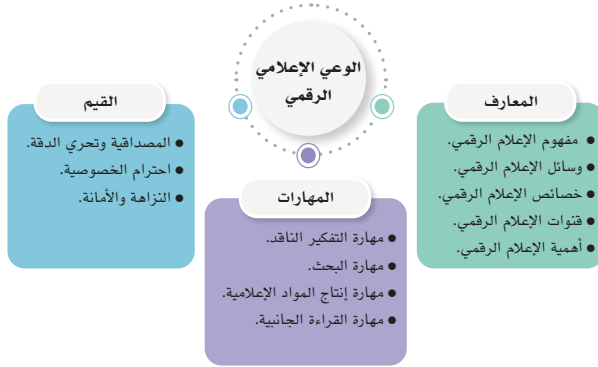 الوعي الإعلامي
الرقمي
المعارف
● مفهوم الإعلام الرقمي.
● وسائل الإعلام الرقمي.
● خصائص الإعلام الرقمي.
● قنوات الإعلام الرقمي.
● أهمية الإعلام الرقمي.
المهارات
● مهارة التفكير الناقد.
● مهارة البحث.
● مهارة إنتاج المواد الإعلامية.
● مهارة القراءة الجانبية.
القيم
● المصداقية وتحري الدقة.
● احترام الخصوصية.
● النزاهة والأمانة.